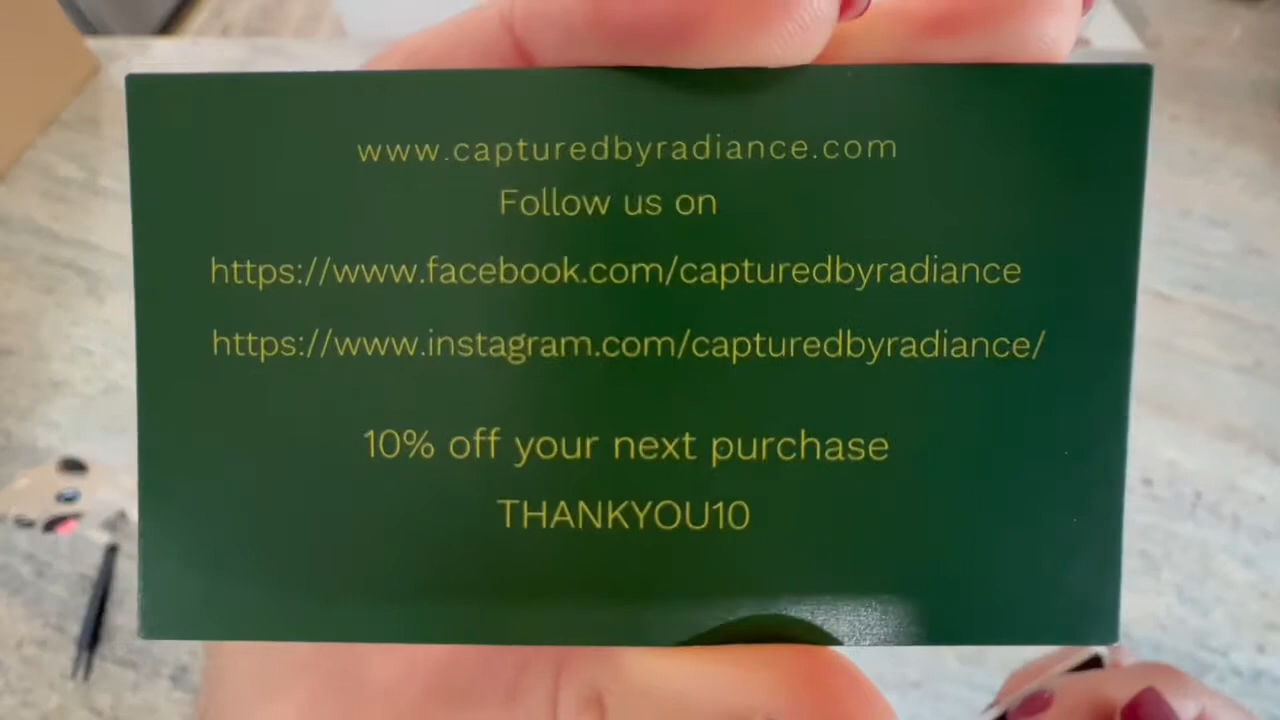 www.capturedbyradiance.com
Follow us on
https://www.facebook.com/capturedbyradiance
https://www.instagram.com/capturedbyradiance/
10% off your next purchase
THANKYOU10